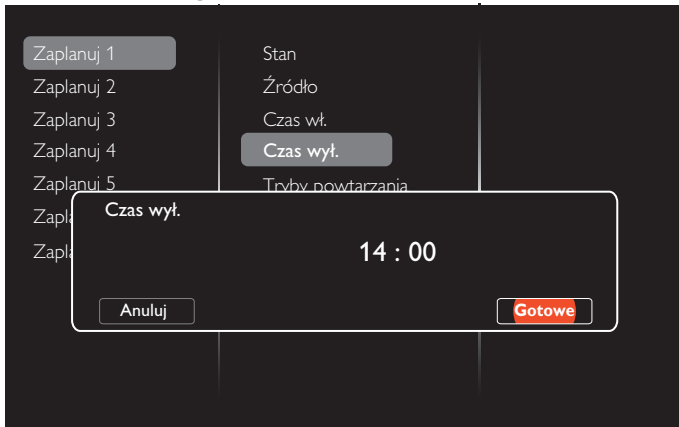 Zaplanuj 1
Zaplanuj 2
Zaplanuj 3
Zaplanuj 4
Zaplanuj 5
Stan
Źródło
Czas wł.
Czas wył.
Tryby powtarzania
Czas wył.
14 : 00
Anuluj
Gotowe